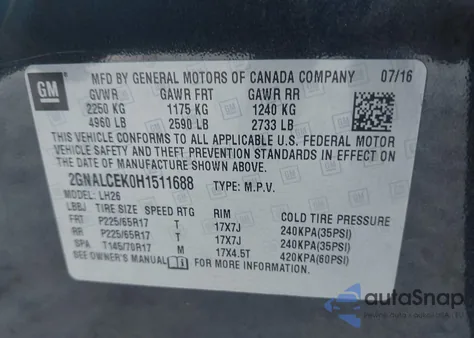 GM MFD BY GENERAL MOTORS OF CANADA COMPANY 07/16
GVWR GAWR FRT GAWR RR
2250 KG 1175 KG 1240 KG
4960 LB 2590 LB 2733 LB
THIS VEHICLE CONFORMS TO ALL APPLICABLE U.S. FEDERAL MOTOR
VEHICLE SAFETY AND THEFT PREVENTION STANDARDS IN EFFECT ON THE DATE OF
MANUFACTURE SHOWN ABOVE.
2GNALCEK0H1511688 TYPE: M.P.V.
MODEL: LH26
LBBJ TIRE SIZE SPEED RTG RIM COLD TIRE PRESSURE
FRT P225/65R17 T 17X7J 240KPA(35PSI)
RR P225/65R17 T 17X7J 240KPA(35PSI)
SPA T145/70R17 M 17X4.5T 420KPA(60PSI)
SEE OWNER'S MANUAL FOR MORE INFORMATION.
autoSnap